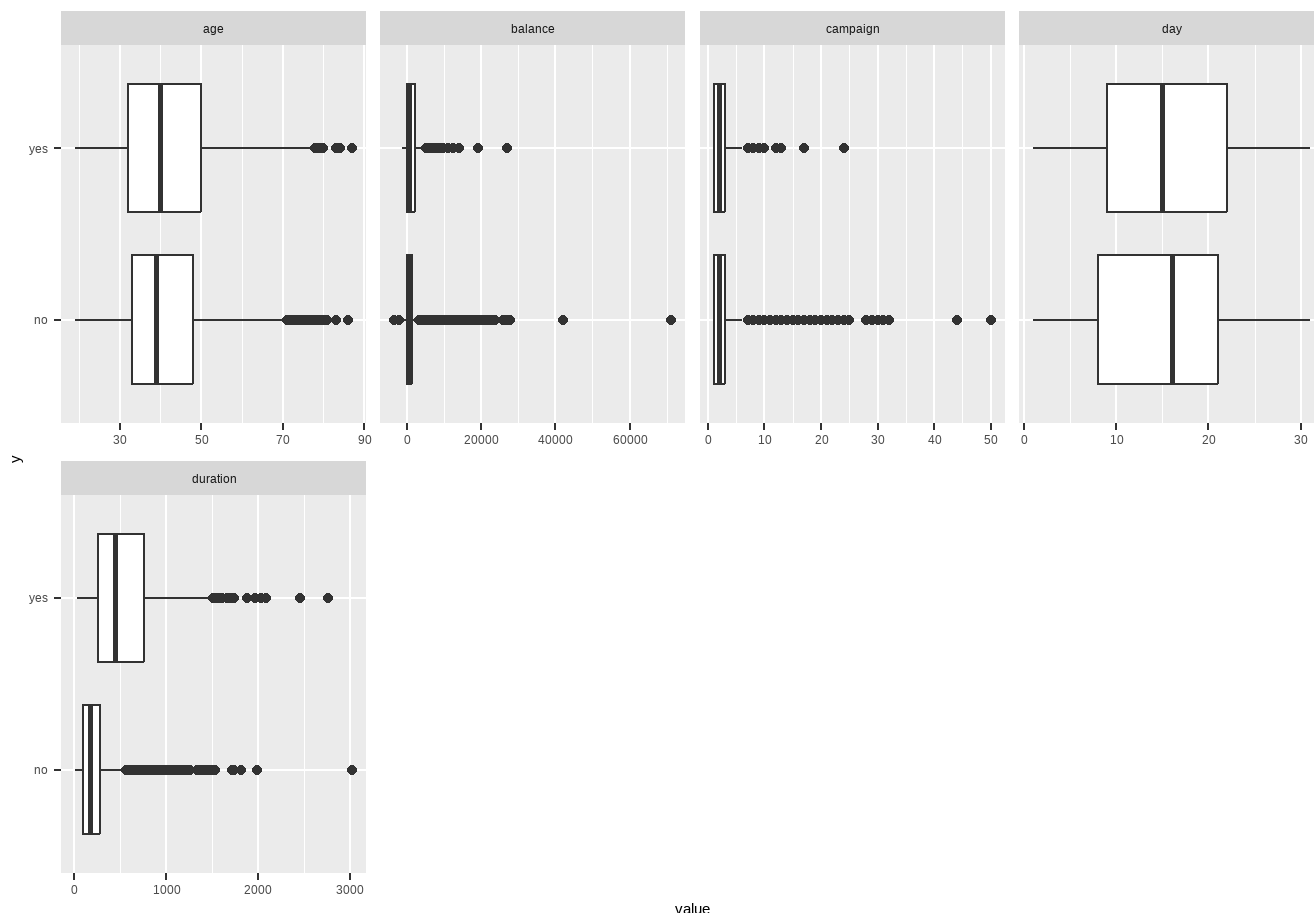 age balance campaign day
yes
no
30 50 70 90 0 20000 40000 60000 0 10 20 30 40 50 0 10 20 30
y
duration
yes
no
0 1000 2000 3000
value